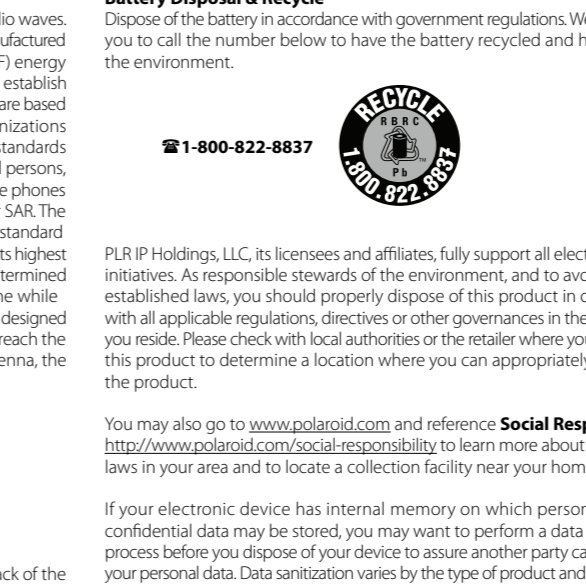 dio waves.
ufactured
F) energy
establish
are based
nizations
standards
l persons,
e phones
SAR. The
standard
ts highest
termined
ne while
designed
reach the
enna, the
ack of the
Battery Disposal & Recycle
Dispose of the battery in accordance with government regulations. We
you to call the number below to have the battery recycled and h
the environment.
☎1-800-822-8837
RECYCLE
RBRC
TM
Pb
1.800.822.8837
PLR IP Holdings, LLC, its licensees and affiliates, fully support all elect
initiatives. As responsible stewards of the environment, and to avo
established laws, you should properly dispose of this product in c
with all applicable regulations, directives or other governances in the
you reside. Please check with local authorities or the retailer where you
this product to determine a location where you can appropriately
the product.
You may also go to www.polaroid.com and reference Social Resp
http://www.polaroid.com/social-responsibility to learn more about
laws in your area and to locate a collection facility near your hom
If your electronic device has internal memory on which person
confidential data may be stored, you may want to perform a data
process before you dispose of your device to assure another party ca
your personal data. Data sanitization varies by the type of product and